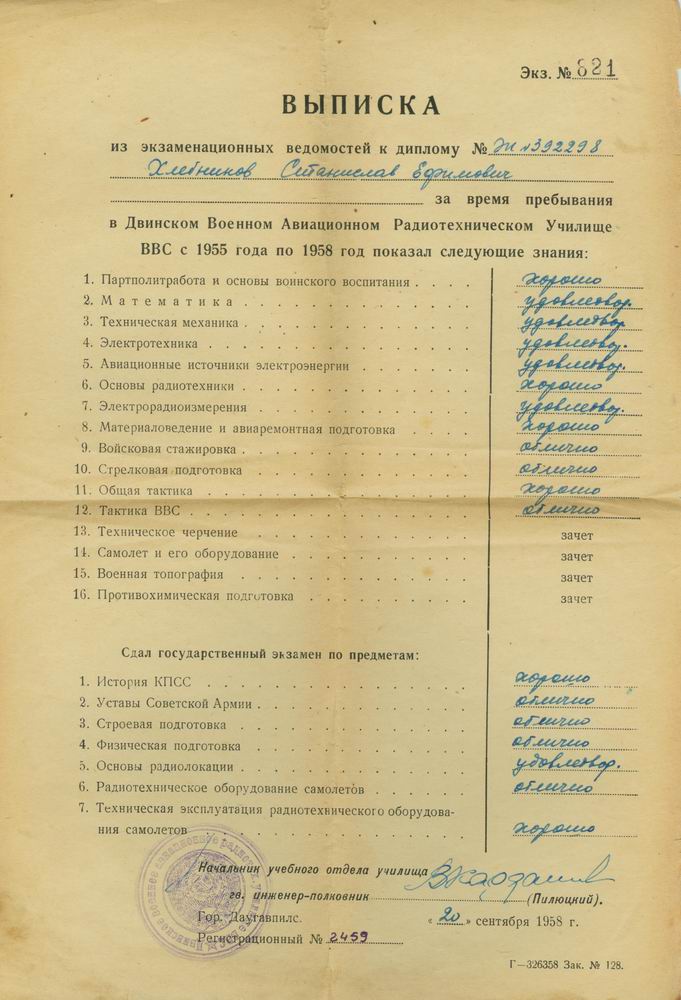 Экз. № 821
ВЫПИСКА
из экзаменационных ведомостей к диплому № Ж №392298
Хлебников Станислав Ефимович
за время пребывания
в Двинском Военном Авиационном Радиотехническом Училище
ВВС с 1955 года по 1958 год показал следующие знания:
1. Партполитработа и основы воинского воспитания . . . . хорошо
2. Математика . . . . удовлетвор.
3. Техническая механика . . . . удовлетвор.
4. Электротехника . . . . удовлетвор.
5. Авиационные источники электроэнергии . . . . удовлетвор.
6. Основы радиотехники . . . . хорошо
7. Электрорадиоизмерения . . . . удовлетвор.
8. Материаловедение и авиаремонтная подготовка хорошо
9. Войсковая стажировка . . . . отлично
10. Стрелковая подготовка . . . . отлично
11. Общая тактика . . . . хорошо
12. Тактика ВВС . . . . отлично
13. Техническое черчение . . . . зачет
14. Самолет и его оборудование . . . . зачет
15. Военная топография . . . . зачет
16. Противохимическая подготовка . . . . зачет
Сдал государственный экзамен по предметам:
1. История КПСС . . . . хорошо
2. Уставы Советской Армии . . . . отлично
3. Строевая подготовка . . . . отлично
4. Физическая подготовка . . . . отлично
5. Основы радиолокации . . . . удовлетвор.
6. Радиотехническое оборудование самолетов . . . . отлично
7. Техническая эксплуатация радиотехнического оборудова-
ния самолетов . . . . хорошо
Начальник учебного отдела училища
гв. инженер-полковник (Пилюцкий).
Гор. Даугавпилс. « 20 » сентября 1958 г.
Регистрационный № 2459
Г—326358 Зак. № 128.